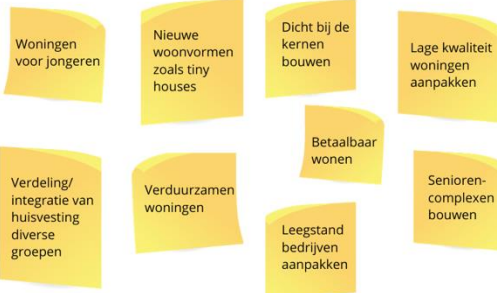 Woningen
voor jongeren
Nieuwe
woonvormen
zoals tiny
houses
Dicht bij de
kernen
bouwen
Lage kwaliteit
woningen
aanpakken
Betaalbaar
wonen
Verdeling/
integratie van
huisvesting
diverse
groepen
Verduurzamen
woningen
Leegstand
bedrijven
aanpakken
Senioren-
complexen
bouwen